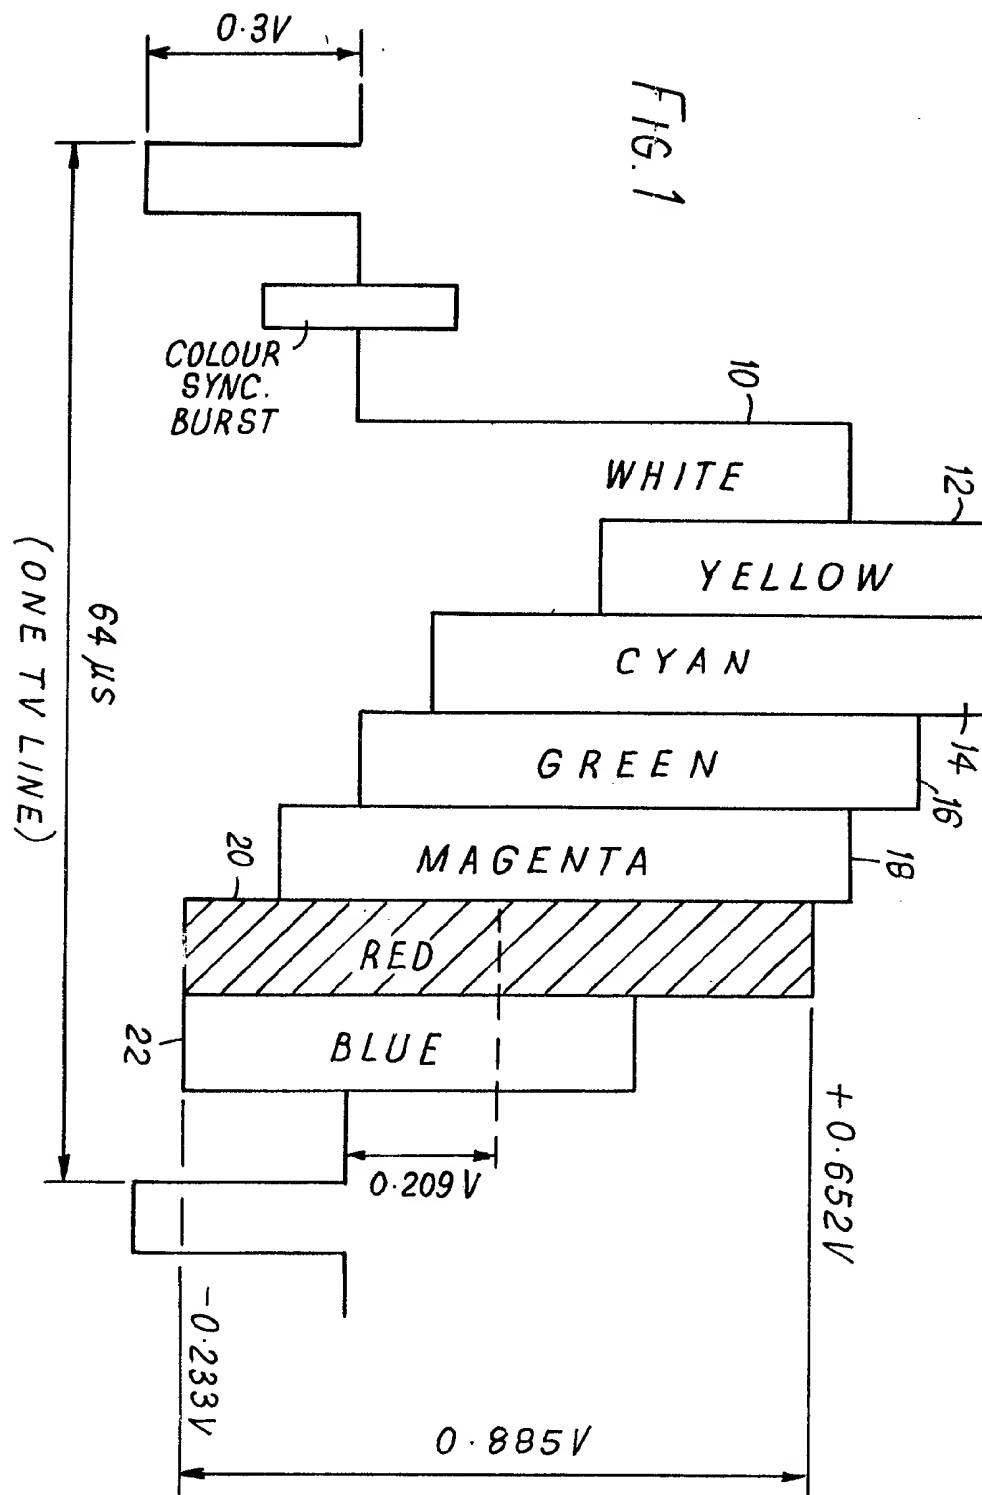 0·3V
FIG. 1
COLOUR
SYNC.
BURST
10
WHITE
12
YELLOW
CYAN
14
GREEN
16
MAGENTA
18
20
RED
BLUE
22
64 μs
(ONE TV LINE)
0·209V
+0·652V
-0·233V
0·885V